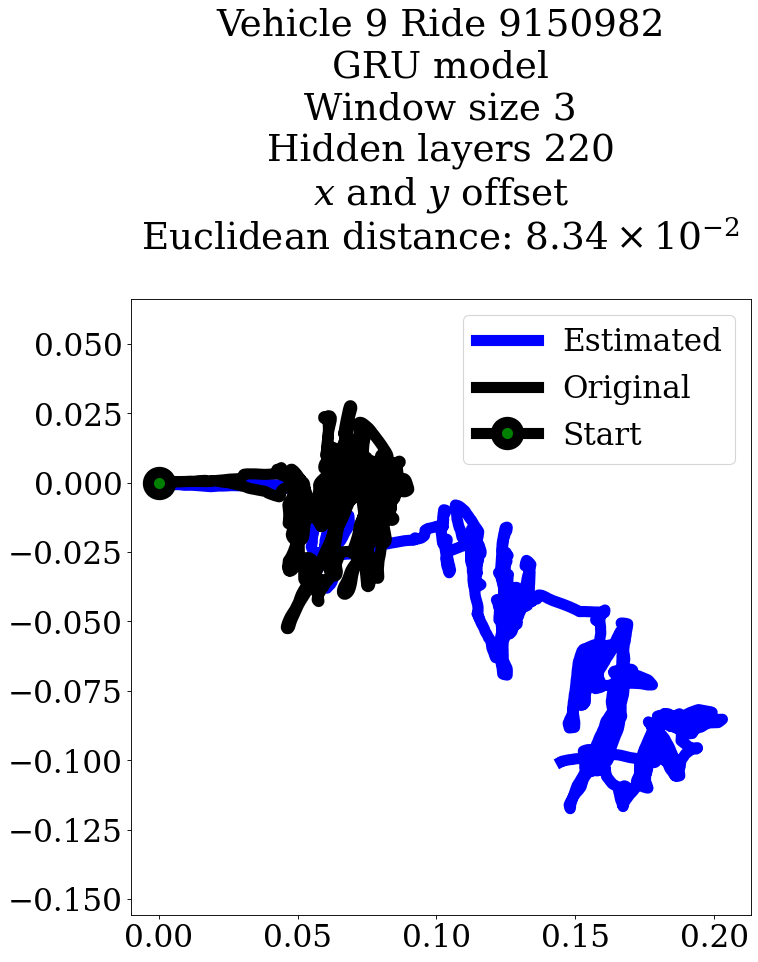 Vehicle 9 Ride 9150982
GRU model
Window size 3
Hidden layers 220
x and y offset
Euclidean distance: 8.34 × 10⁻²
Estimated
Original
Start
0.050
0.025
0.000
−0.025
−0.050
−0.075
−0.100
−0.125
−0.150
0.00 0.05 0.10 0.15 0.20